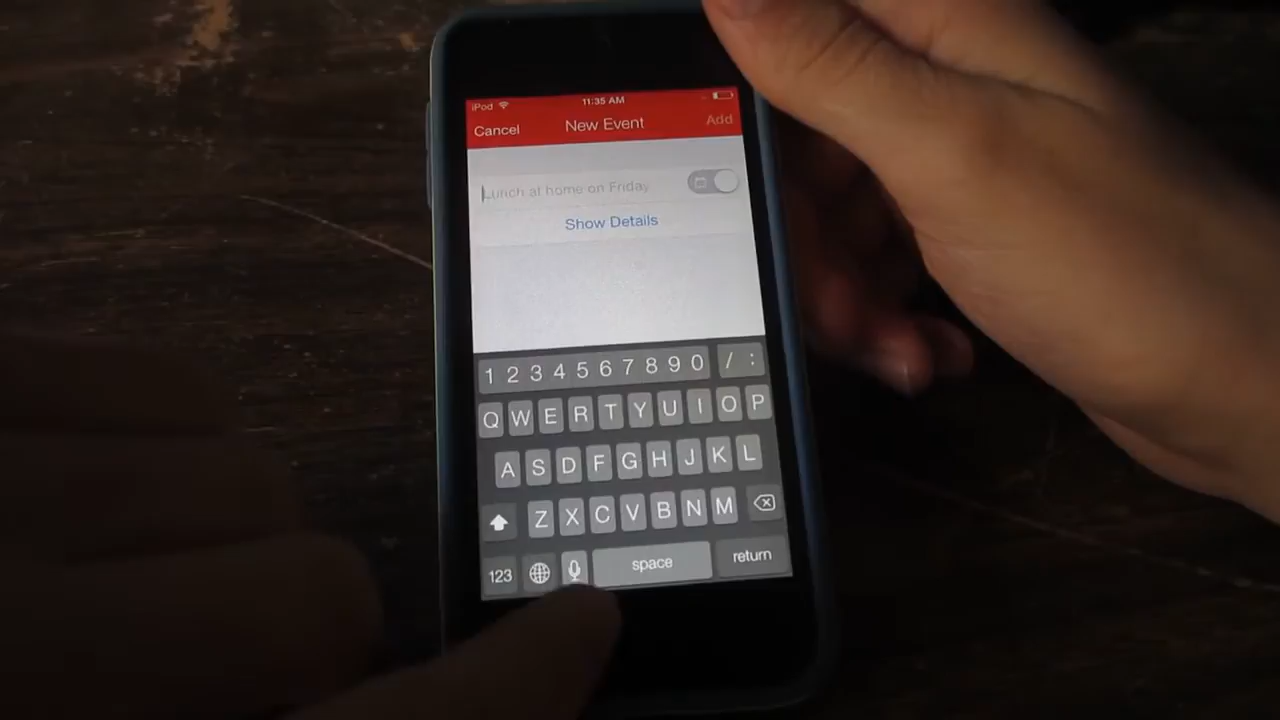 iPod 11:35 AM
Cancel New Event Add
Lunch at home on Friday
Show Details
1 2 3 4 5 6 7 8 9 0 / :
Q W E R T Y U I O P
A S D F G H J K L
Z X C V B N M
123 space return